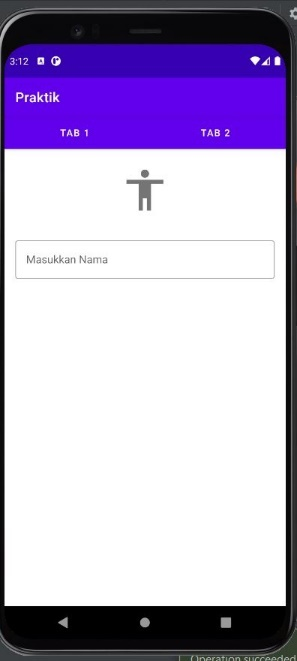 3:12
Praktik
TAB 1 TAB 2
Masukkan Nama
Operation succeeded